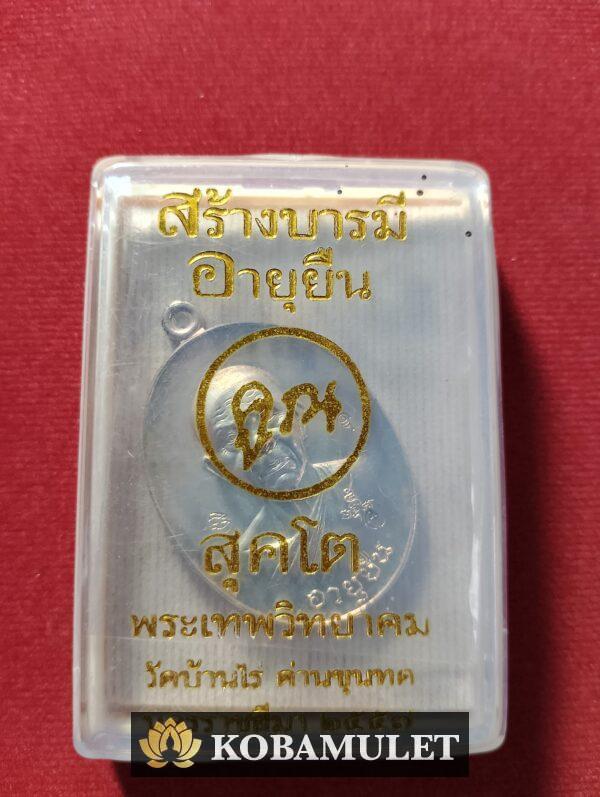 สร้างบารมี
อายุยืน
คูณ
สุคโต
อายุยืน
พระเทพวิทยาคม
วัดบ้านไร่ ด่านขุนทด
KOBAMULET